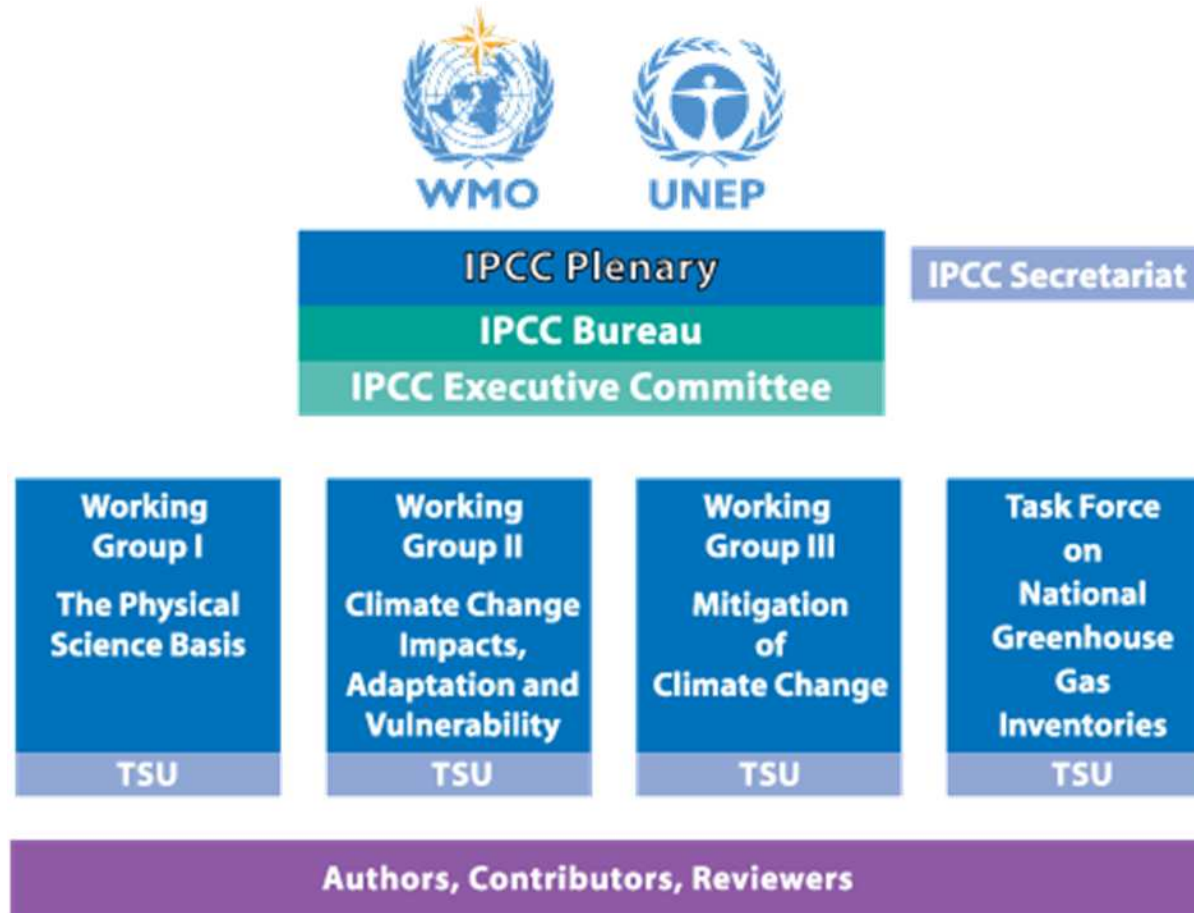 WMO
UNEP
IPCC Plenary
IPCC Secretariat
IPCC Bureau
IPCC Executive Committee
Working
Group I
The Physical
Science Basis
TSU
Working
Group II
Climate Change
Impacts,
Adaptation and
Vulnerability
TSU
Working
Group III
Mitigation
of
Climate Change
TSU
Task Force
on
National
Greenhouse
Gas
Inventories
TSU
Authors, Contributors, Reviewers